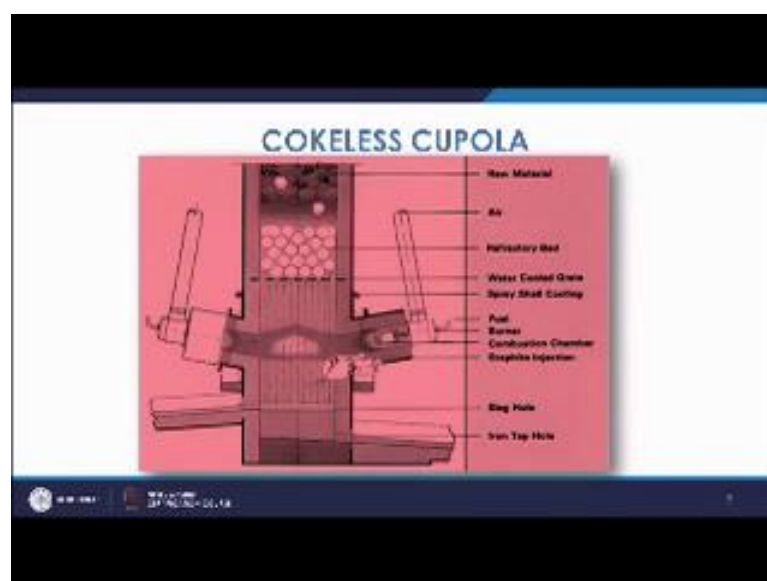 COKELESS CUPOLA
Raw Material
Air
Refractory Bed
Water Cooled Grate
Spray Shell Cooling
Fuel
Burner
Combustion Chamber
Graphite Injection
Slag Hole
Iron Tap Hole